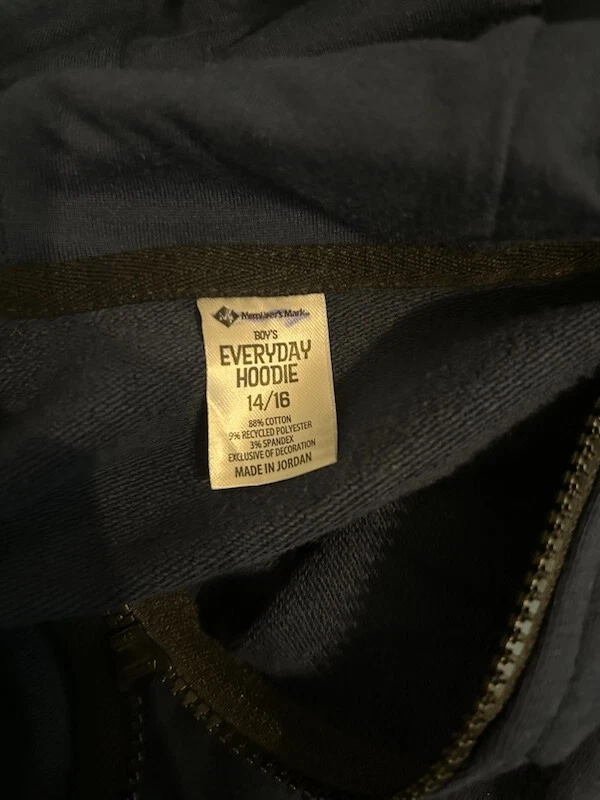 Member's Mark
BOY'S
EVERYDAY
HOODIE
14/16
88% COTTON
9% RECYCLED POLYESTER
3% SPANDEX
EXCLUSIVE OF DECORATION
MADE IN JORDAN